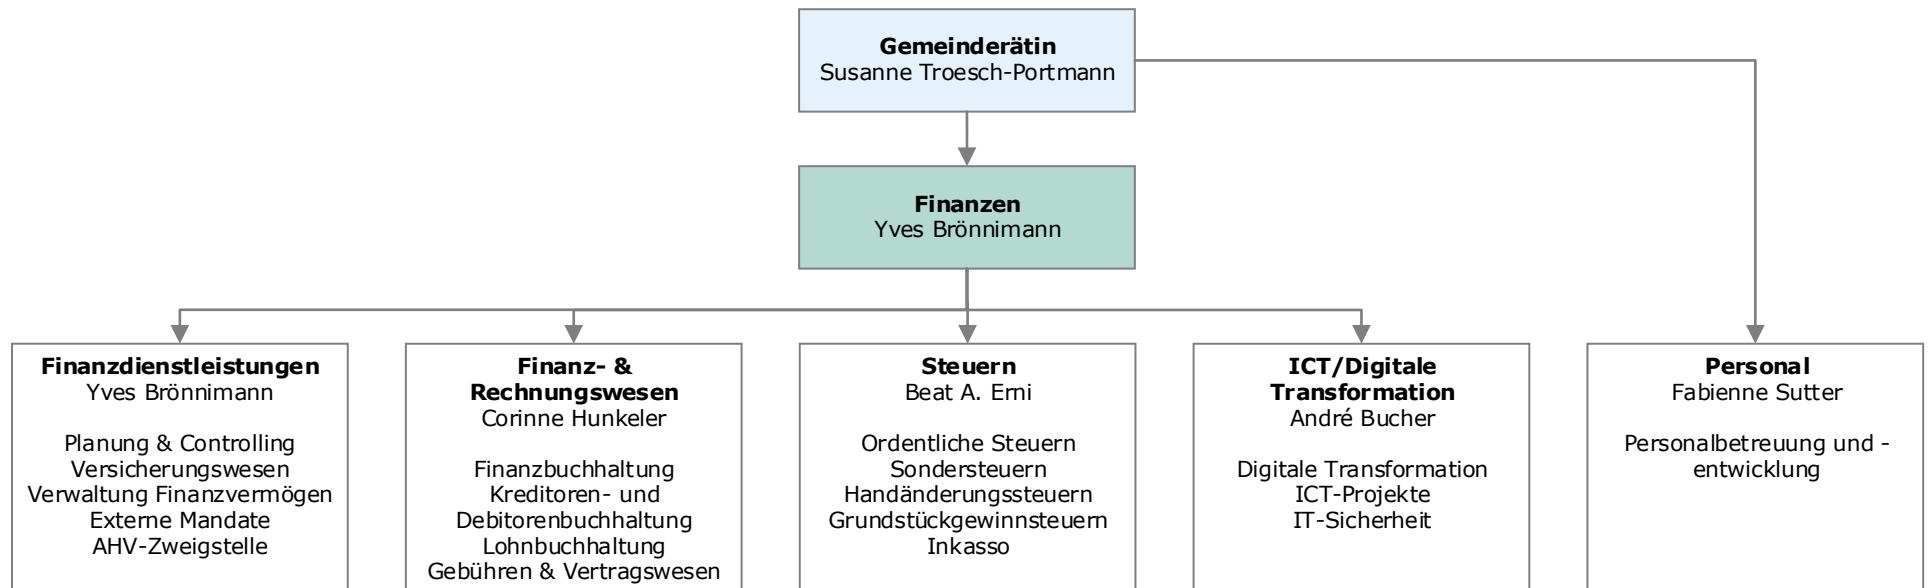 Gemeinderätin
Susanne Troesch-Portmann
Finanzen
Yves Brönnimann
Finanzdienstleistungen
Yves Brönnimann
Planung & Controlling
Versicherungswesen
Verwaltung Finanzvermögen
Externe Mandate
AHV-Zweigstelle
Finanz- &
Rechnungswesen
Corinne Hunkeler
Finanzbuchhaltung
Kreditoren- und
Debitorenbuchhaltung
Lohnbuchhaltung
Gebühren & Vertragswesen
Steuern
Beat A. Erni
Ordentliche Steuern
Sondersteuern
Handänderungssteuern
Grundstückgewinnsteuern
Inkasso
ICT/Digitale
Transformation
André Bucher
Digitale Transformation
ICT-Projekte
IT-Sicherheit
Personal
Fabienne Sutter
Personalbetreuung und -
entwicklung